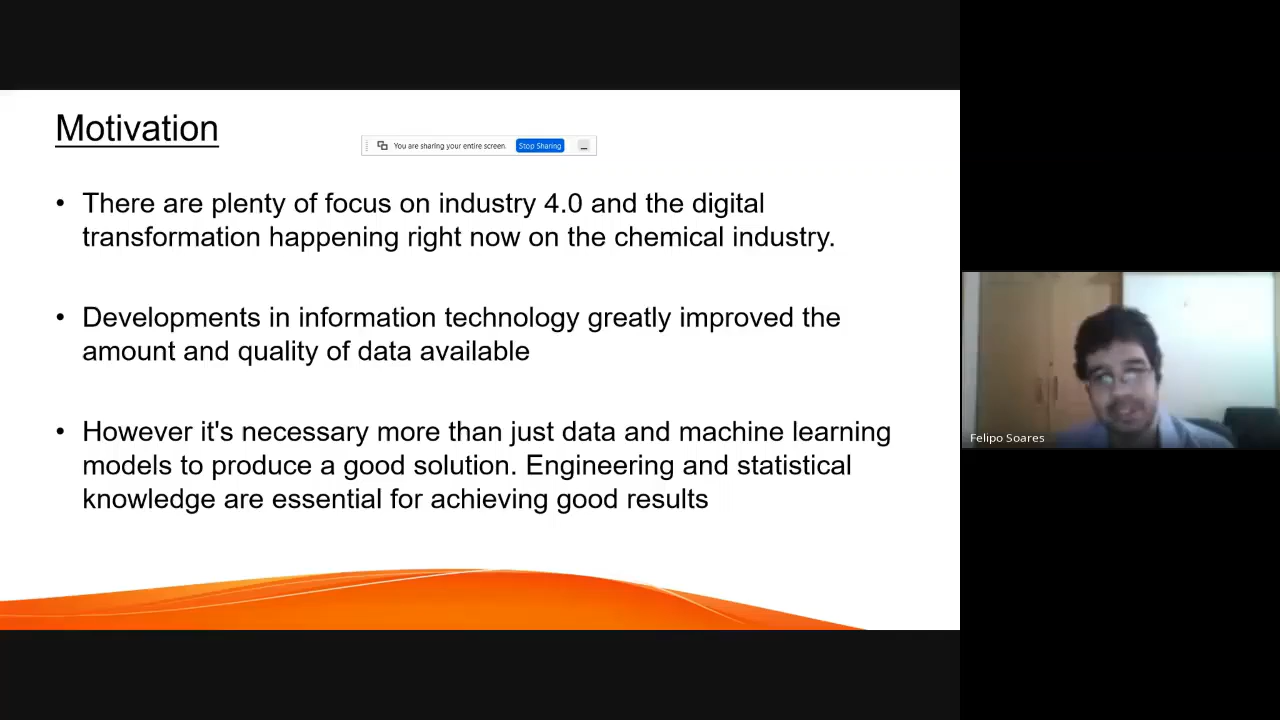 Motivation
You are sharing your entire screen.
Stop Sharing
• There are plenty of focus on industry 4.0 and the digital
transformation happening right now on the chemical industry.
• Developments in information technology greatly improved the
amount and quality of data available
• However it's necessary more than just data and machine learning
models to produce a good solution. Engineering and statistical
knowledge are essential for achieving good results
Felipo Soares